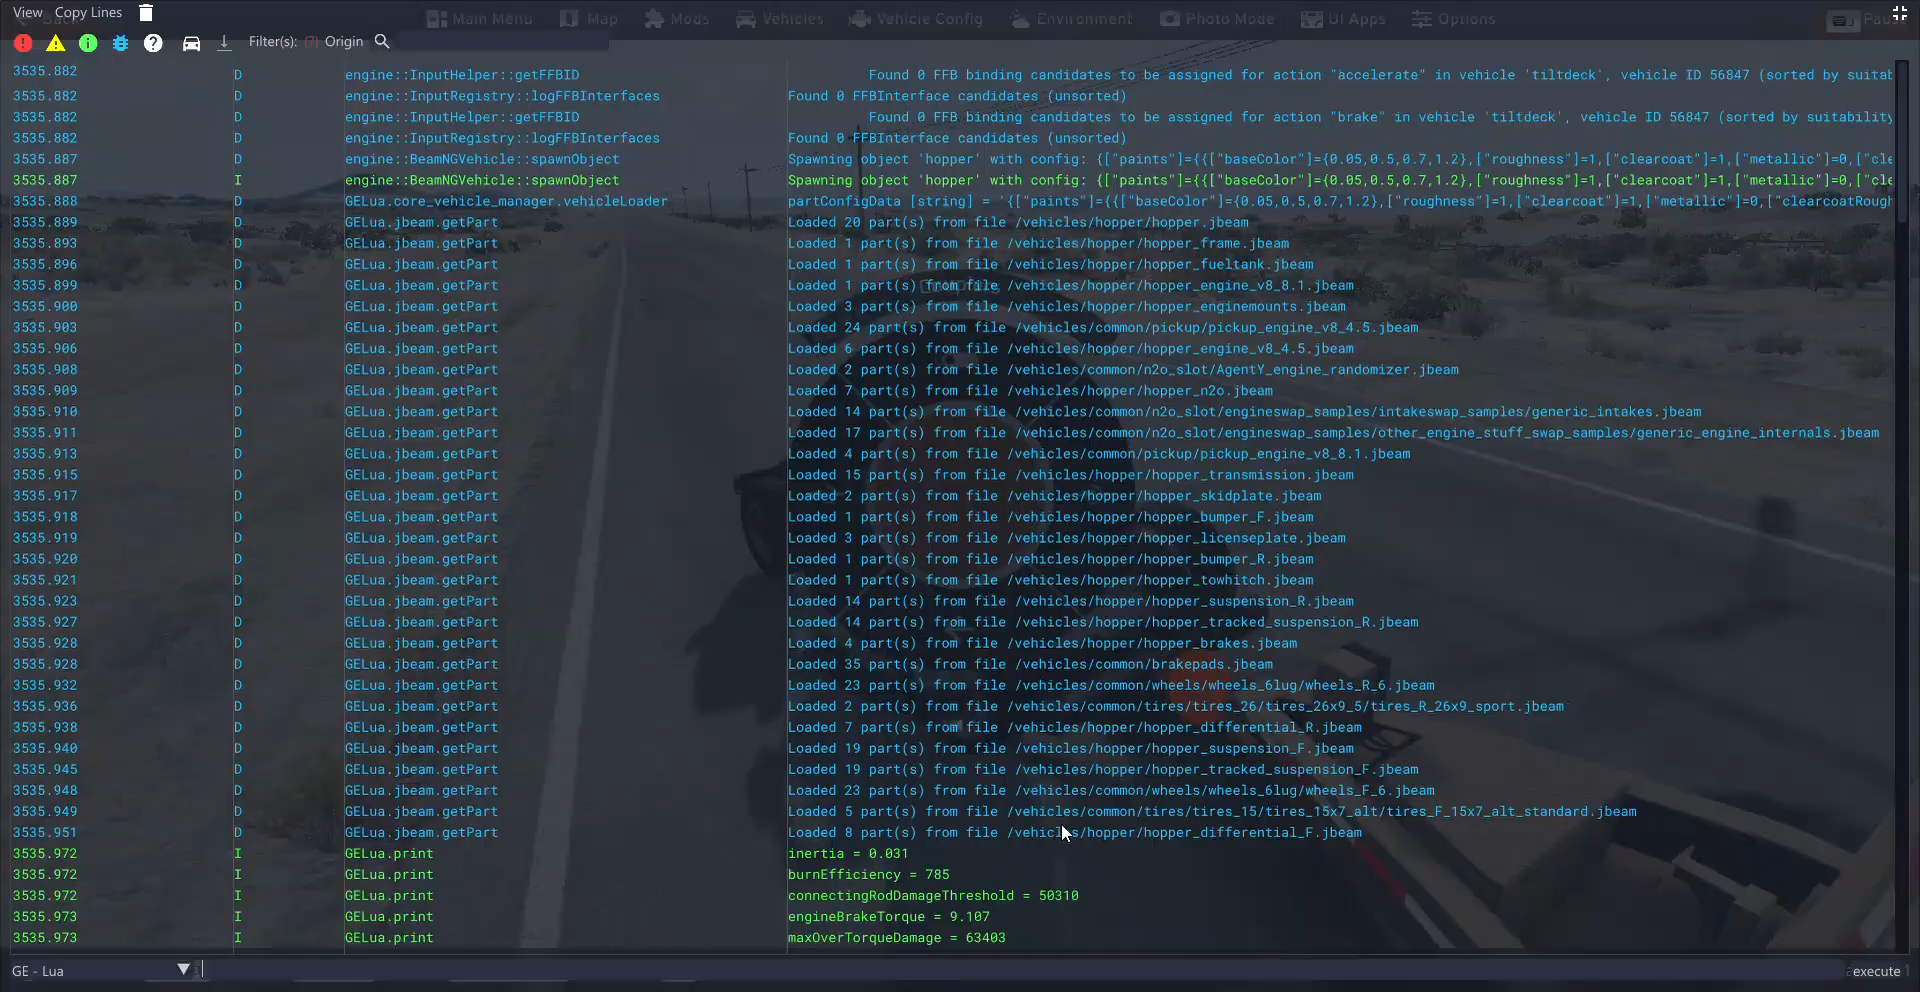 View Copy Lines
Main Menu Map Mods Vehicles Vehicle Config Environment Photo Mode UI Apps Options
Filter(s): (?) Origin
3535.882 D engine::InputHelper::getFFBID Found 0 FFB binding candidates to be assigned for action "accelerate" in vehicle 'tiltdeck', vehicle ID 56847 (sorted by suitab
3535.882 D engine::InputRegistry::logFFBInterfaces Found 0 FFBInterface candidates (unsorted)
3535.882 D engine::InputHelper::getFFBID Found 0 FFB binding candidates to be assigned for action "brake" in vehicle 'tiltdeck', vehicle ID 56847 (sorted by suitability
3535.882 D engine::InputRegistry::logFFBInterfaces Found 0 FFBInterface candidates (unsorted)
3535.887 D engine::BeamNGVehicle::spawnObject Spawning object 'hopper' with config: {["paints"]={{["baseColor"]={0.05,0.5,0.7,1.2},["roughness"]=1,["clearcoat"]=1,["metallic"]=0,["cle
3535.887 I engine::BeamNGVehicle::spawnObject Spawning object 'hopper' with config: {["paints"]={{["baseColor"]={0.05,0.5,0.7,1.2},["roughness"]=1,["clearcoat"]=1,["metallic"]=0,["cle
3535.888 D GELua.core_vehicle_manager.vehicleLoader partConfigData [string] = '{["paints"]={{["baseColor"]={0.05,0.5,0.7,1.2},["roughness"]=1,["clearcoat"]=1,["metallic"]=0,["clearcoatRough
3535.889 D GELua.jbeam.getPart Loaded 20 part(s) from file /vehicles/hopper/hopper.jbeam
3535.893 D GELua.jbeam.getPart Loaded 1 part(s) from file /vehicles/hopper/hopper_frame.jbeam
3535.896 D GELua.jbeam.getPart Loaded 1 part(s) from file /vehicles/hopper/hopper_fueltank.jbeam
3535.899 D GELua.jbeam.getPart Loaded 1 part(s) from file /vehicles/hopper/hopper_engine_v8_8.1.jbeam
3535.900 D GELua.jbeam.getPart Loaded 3 part(s) from file /vehicles/hopper/hopper_enginemounts.jbeam
3535.903 D GELua.jbeam.getPart Loaded 24 part(s) from file /vehicles/common/pickup/pickup_engine_v8_4.5.jbeam
3535.906 D GELua.jbeam.getPart Loaded 6 part(s) from file /vehicles/hopper/hopper_engine_v8_4.5.jbeam
3535.908 D GELua.jbeam.getPart Loaded 2 part(s) from file /vehicles/common/n2o_slot/AgentY_engine_randomizer.jbeam
3535.909 D GELua.jbeam.getPart Loaded 7 part(s) from file /vehicles/hopper/hopper_n2o.jbeam
3535.910 D GELua.jbeam.getPart Loaded 14 part(s) from file /vehicles/common/n2o_slot/engineswap_samples/intakeswap_samples/generic_intakes.jbeam
3535.911 D GELua.jbeam.getPart Loaded 17 part(s) from file /vehicles/common/n2o_slot/engineswap_samples/other_engine_stuff_swap_samples/generic_engine_internals.jbeam
3535.913 D GELua.jbeam.getPart Loaded 4 part(s) from file /vehicles/common/pickup/pickup_engine_v8_8.1.jbeam
3535.915 D GELua.jbeam.getPart Loaded 15 part(s) from file /vehicles/hopper/hopper_transmission.jbeam
3535.917 D GELua.jbeam.getPart Loaded 2 part(s) from file /vehicles/hopper/hopper_skidplate.jbeam
3535.918 D GELua.jbeam.getPart Loaded 1 part(s) from file /vehicles/hopper/hopper_bumper_F.jbeam
3535.919 D GELua.jbeam.getPart Loaded 3 part(s) from file /vehicles/hopper/hopper_licenseplate.jbeam
3535.920 D GELua.jbeam.getPart Loaded 1 part(s) from file /vehicles/hopper/hopper_bumper_R.jbeam
3535.921 D GELua.jbeam.getPart Loaded 1 part(s) from file /vehicles/hopper/hopper_towhitch.jbeam
3535.923 D GELua.jbeam.getPart Loaded 14 part(s) from file /vehicles/hopper/hopper_suspension_R.jbeam
3535.927 D GELua.jbeam.getPart Loaded 14 part(s) from file /vehicles/hopper/hopper_tracked_suspension_R.jbeam
3535.928 D GELua.jbeam.getPart Loaded 4 part(s) from file /vehicles/hopper/hopper_brakes.jbeam
3535.928 D GELua.jbeam.getPart Loaded 35 part(s) from file /vehicles/common/brakepads.jbeam
3535.932 D GELua.jbeam.getPart Loaded 23 part(s) from file /vehicles/common/wheels/wheels_6lug/wheels_R_6.jbeam
3535.936 D GELua.jbeam.getPart Loaded 2 part(s) from file /vehicles/common/tires/tires_26/tires_26x9_5/tires_R_26x9_sport.jbeam
3535.938 D GELua.jbeam.getPart Loaded 7 part(s) from file /vehicles/hopper/hopper_differential_R.jbeam
3535.940 D GELua.jbeam.getPart Loaded 19 part(s) from file /vehicles/hopper/hopper_suspension_F.jbeam
3535.945 D GELua.jbeam.getPart Loaded 19 part(s) from file /vehicles/hopper/hopper_tracked_suspension_F.jbeam
3535.948 D GELua.jbeam.getPart Loaded 23 part(s) from file /vehicles/common/wheels/wheels_6lug/wheels_F_6.jbeam
3535.949 D GELua.jbeam.getPart Loaded 5 part(s) from file /vehicles/common/tires/tires_15/tires_15x7_alt/tires_F_15x7_alt_standard.jbeam
3535.951 D GELua.jbeam.getPart Loaded 8 part(s) from file /vehicles/hopper/hopper_differential_F.jbeam
3535.972 I GELua.print inertia = 0.031
3535.972 I GELua.print burnEfficiency = 785
3535.972 I GELua.print connectingRodDamageThreshold = 50310
3535.973 I GELua.print engineBrakeTorque = 9.107
3535.973 I GELua.print maxOverTorqueDamage = 63403
GE - Lua execute